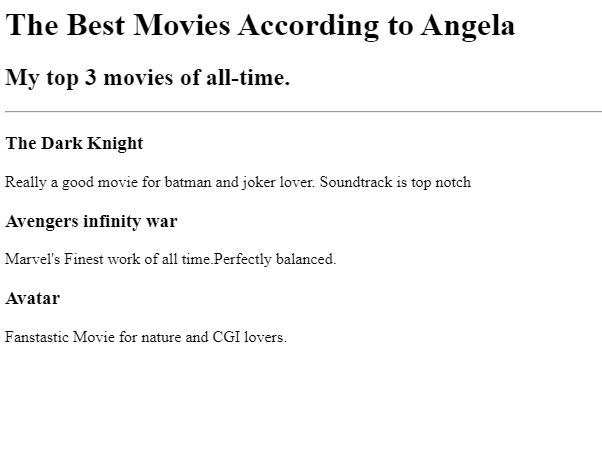 The Best Movies According to Angela
My top 3 movies of all-time.
The Dark Knight
Really a good movie for batman and joker lover. Soundtrack is top notch
Avengers infinity war
Marvel's Finest work of all time.Perfectly balanced.
Avatar
Fanstastic Movie for nature and CGI lovers.